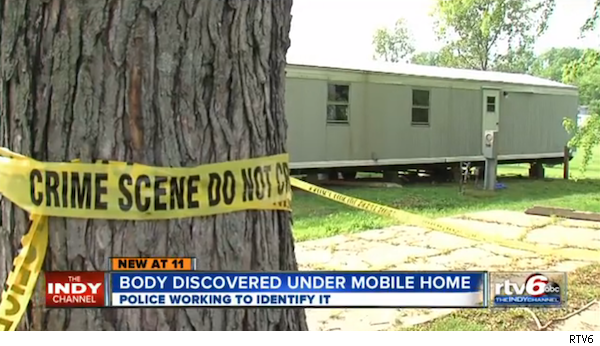 CRIME SCENE DO NOT C
NEW AT 11
THE
INDY
CHANNEL
BODY DISCOVERED UNDER MOBILE HOME
POLICE WORKING TO IDENTIFY IT
rtv6 abc
THE INDY CHANNEL
RTV6